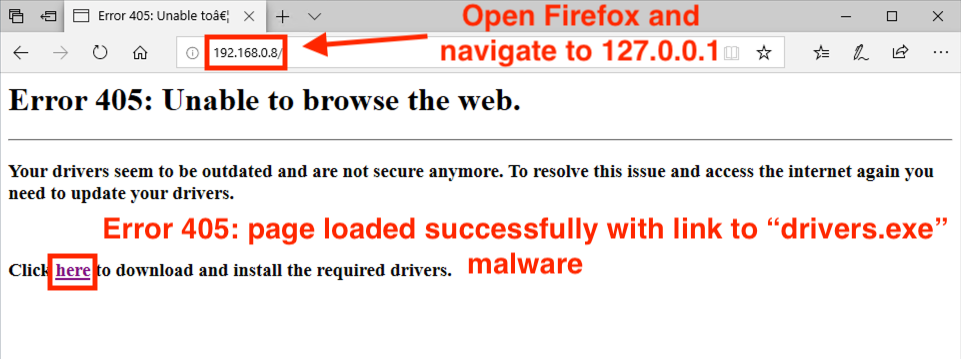 Error 405: Unable toâ€¦
Open Firefox and
192.168.0.8/
navigate to 127.0.0.1
Error 405: Unable to browse the web.
Your drivers seem to be outdated and are not secure anymore. To resolve this issue and access the internet again you
need to update your drivers.
Error 405: page loaded successfully with link to “drivers.exe”
malware
Click here to download and install the required drivers.